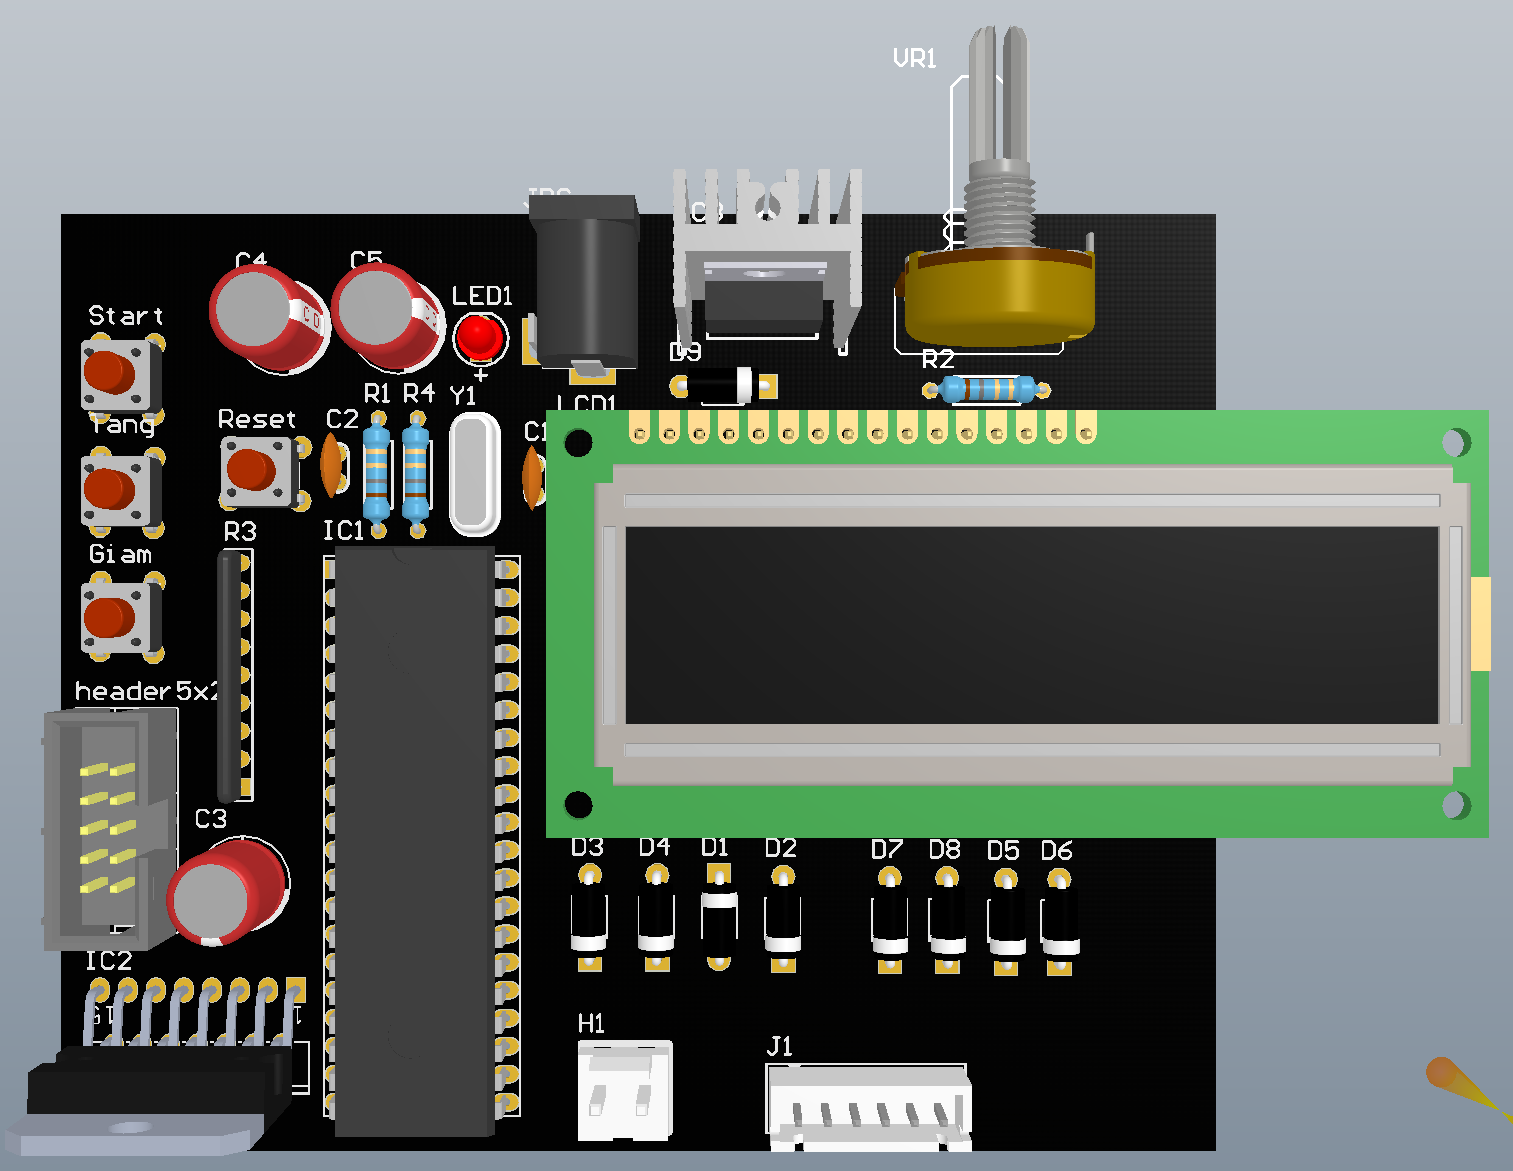 VR1
C4
C5
LED1
Start
+
D9
R2
R1
R4
Y1
LCD1
Tang
Reset
C2
C1
R3
IC1
Giam
header5x2
C3
D3
D4
D1
D2
D7
D8
D5
D6
IC2
H1
J1